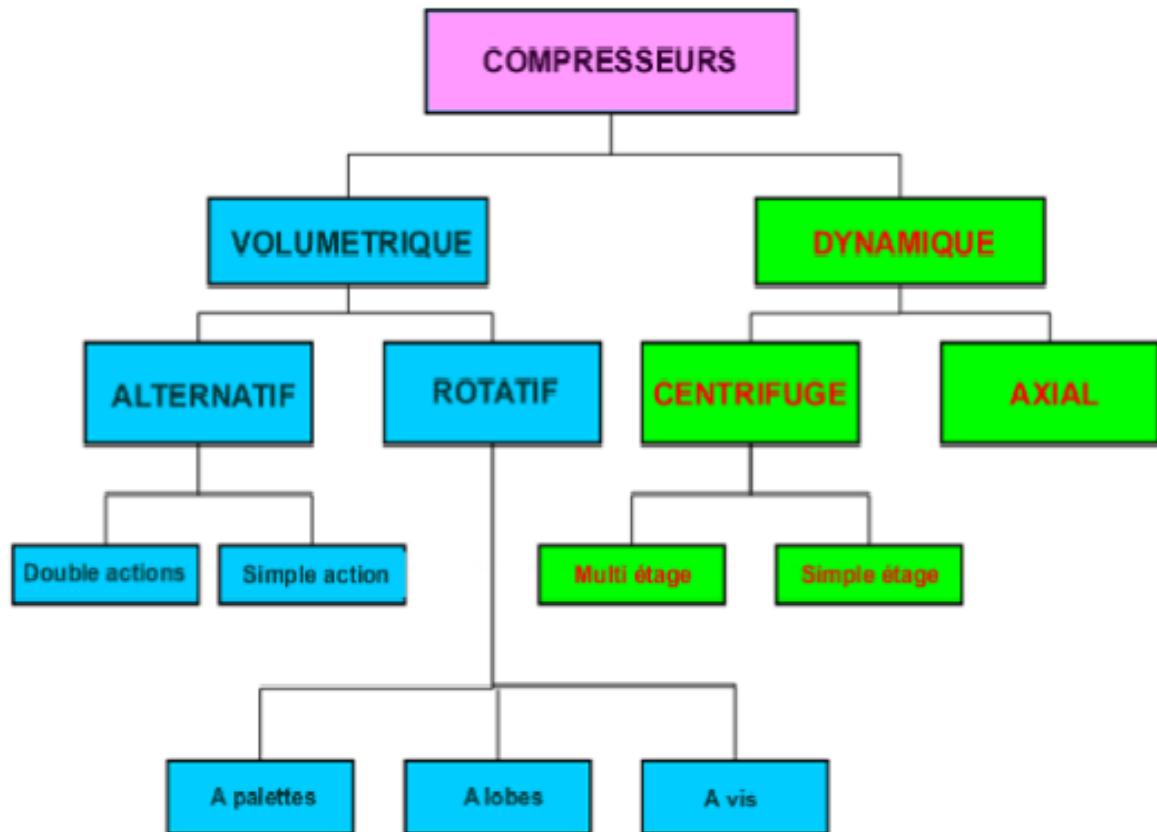 COMPRESSEURS
VOLUMETRIQUE
DYNAMIQUE
ALTERNATIF
ROTATIF
CENTRIFUGE
AXIAL
Double actions
Simple action
Multi étage
Simple étage
A palettes
A lobes
A vis